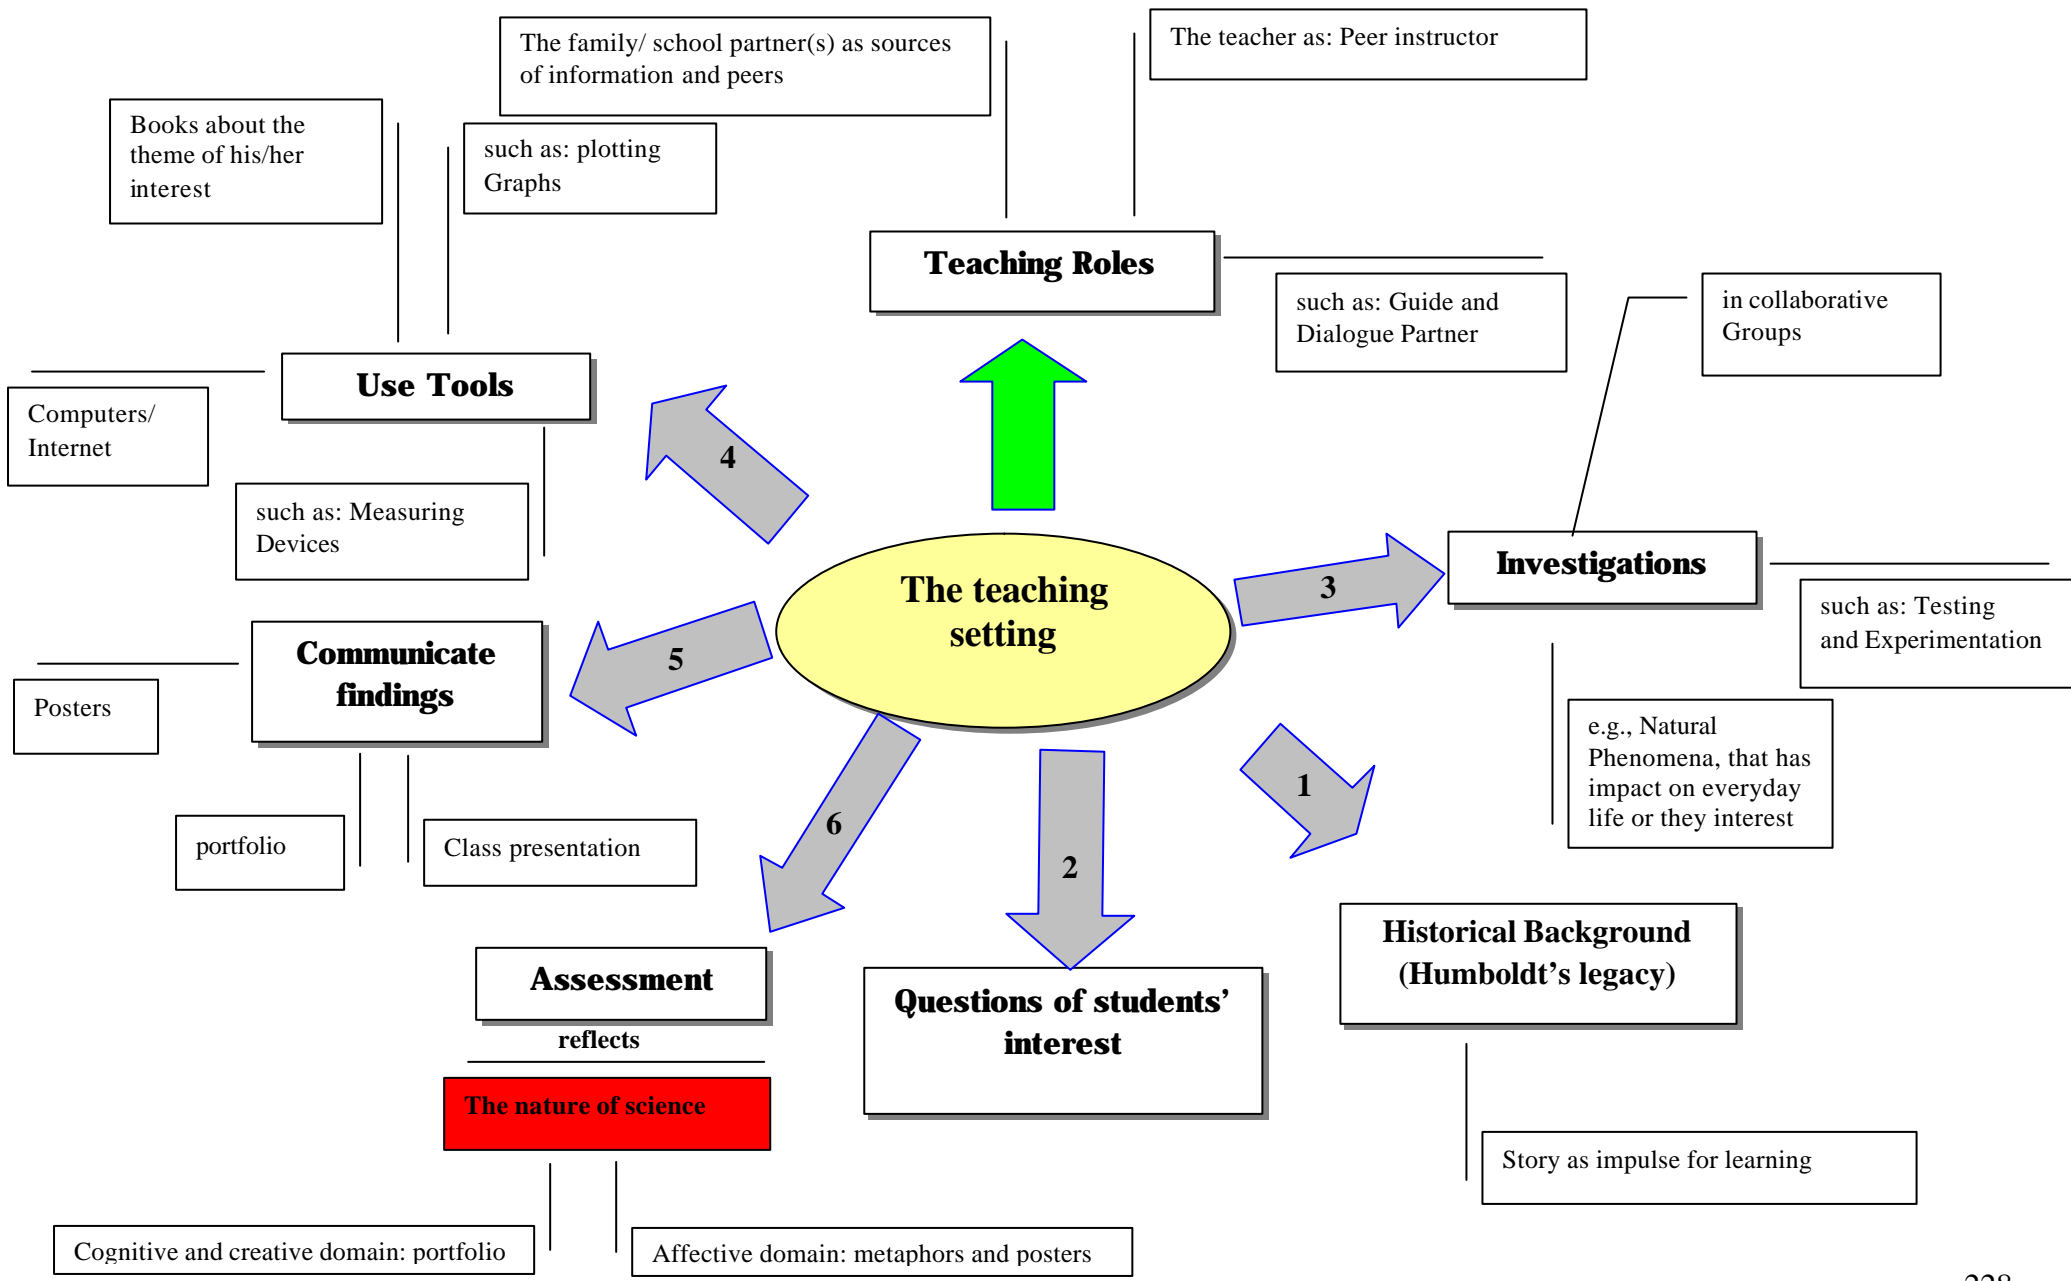 The family/ school partner(s) as sources
of information and peers
The teacher as: Peer instructor
Books about the
theme of his/her
interest
such as: plotting
Graphs
Teaching Roles
such as: Guide and
Dialogue Partner
in collaborative
Groups
Use Tools
Computers/
Internet
such as: Measuring
Devices
4
The teaching
setting
3
Investigations
such as: Testing
and Experimentation
e.g., Natural
Phenomena, that has
impact on everyday
life or they interest
Communicate
findings
5
Posters
portfolio
Class presentation
6
2
1
Historical Background
(Humboldt’s legacy)
Story as impulse for learning
Questions of students’
interest
Assessment
reflects
The nature of science
Cognitive and creative domain: portfolio
Affective domain: metaphors and posters